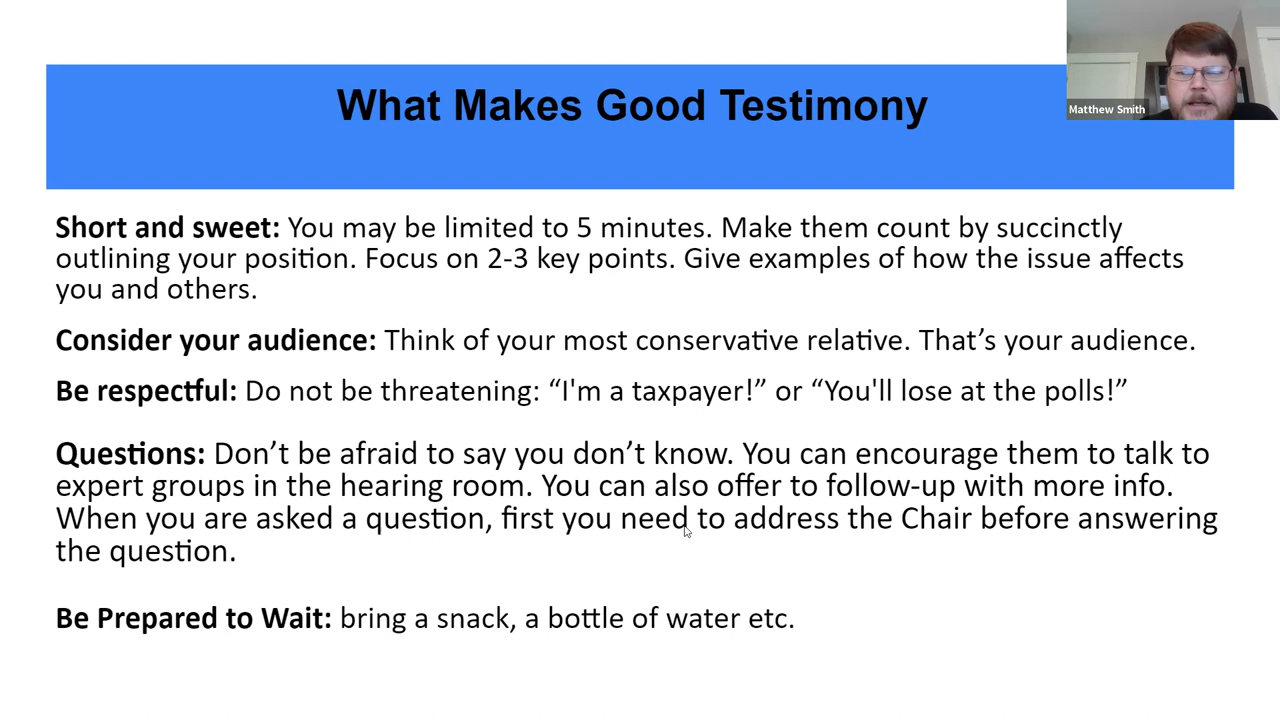 What Makes Good Testimony
Matthew Smith
Short and sweet: You may be limited to 5 minutes. Make them count by succinctly
outlining your position. Focus on 2-3 key points. Give examples of how the issue affects
you and others.
Consider your audience: Think of your most conservative relative. That’s your audience.
Be respectful: Do not be threatening: “I'm a taxpayer!” or “You'll lose at the polls!”
Questions: Don’t be afraid to say you don’t know. You can encourage them to talk to
expert groups in the hearing room. You can also offer to follow-up with more info.
When you are asked a question, first you need to address the Chair before answering
the question.
Be Prepared to Wait: bring a snack, a bottle of water etc.